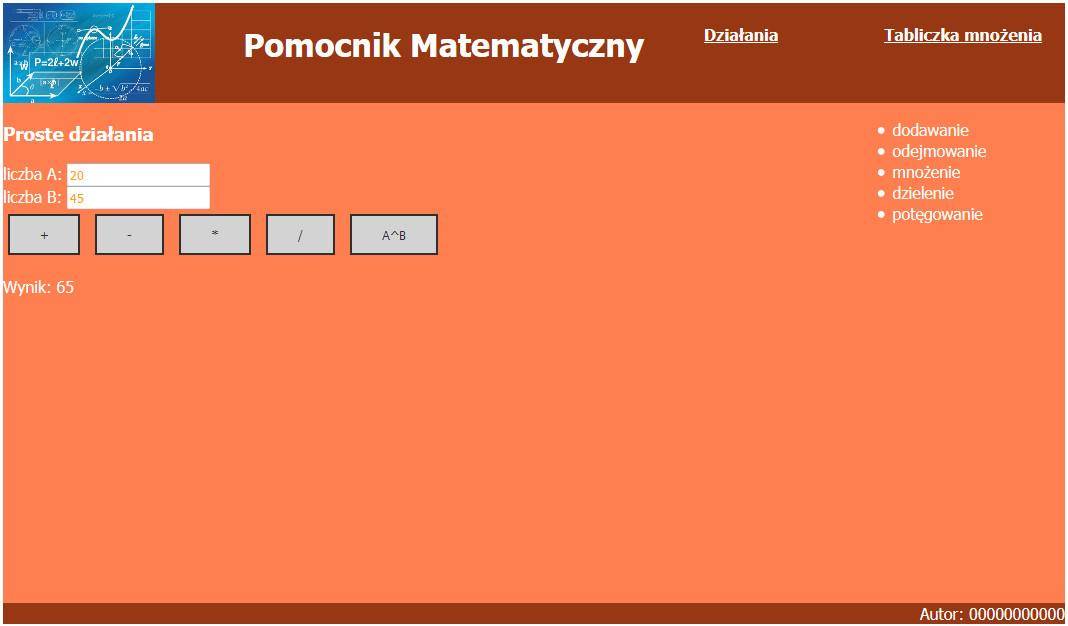 P=2ℓ+2w
Pomocnik Matematyczny
Działania
Tabliczka mnożenia
Proste działania
liczba A: 20
liczba B: 45
+ - * / A^B
Wynik: 65
• dodawanie
• odejmowanie
• mnożenie
• dzielenie
• potęgowanie
Autor: 00000000000